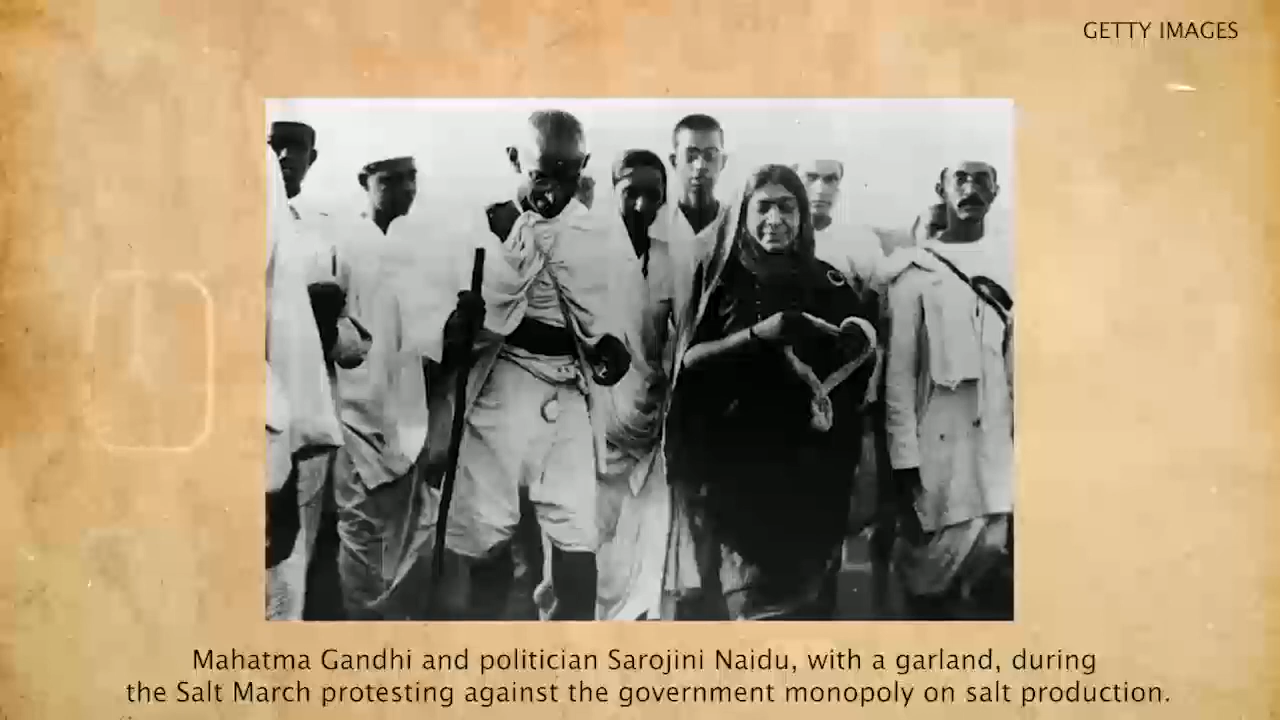 GETTY IMAGES
Mahatma Gandhi and politician Sarojini Naidu, with a garland, during
the Salt March protesting against the government monopoly on salt production.